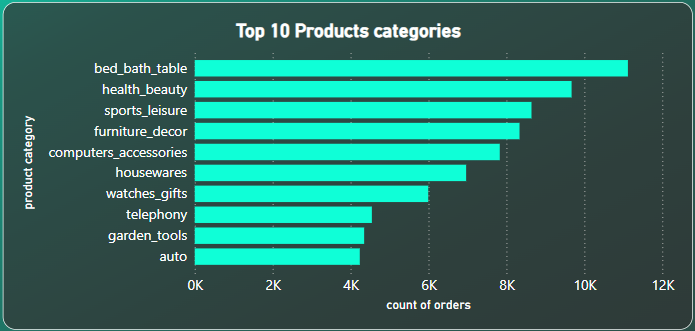 Top 10 Products categories
product category
bed_bath_table
health_beauty
sports_leisure
furniture_decor
computers_accessories
housewares
watches_gifts
telephony
garden_tools
auto
0K 2K 4K 6K 8K 10K 12K
count of orders